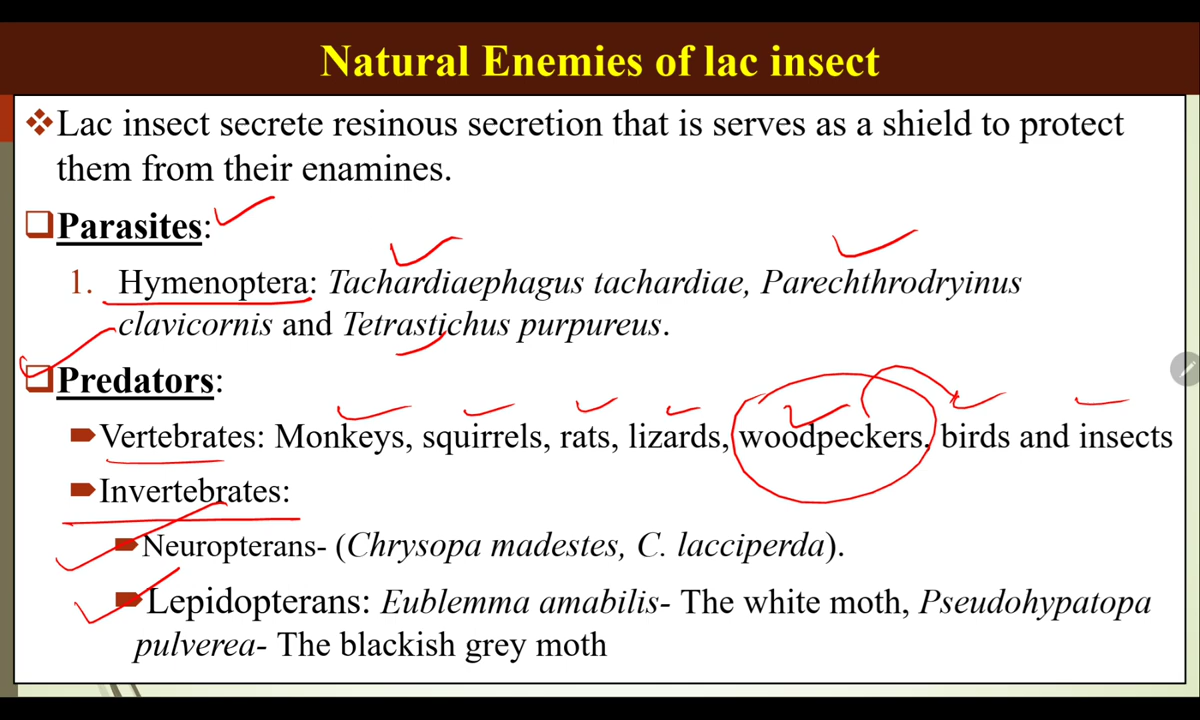 Natural Enemies of lac insect
Lac insect secrete resinous secretion that is serves as a shield to protect
them from their enamines.
Parasites:
1. Hymenoptera: Tachardiaephagus tachardiae, Parechthrodryinus
clavicornis and Tetrastichus purpureus.
Predators:
Vertebrates: Monkeys, squirrels, rats, lizards, woodpeckers, birds and insects
Invertebrates:
Neuropterans- (Chrysopa madestes, C. lacciperda).
Lepidopterans: Eublemma amabilis- The white moth, Pseudohypatopa
pulverea- The blackish grey moth